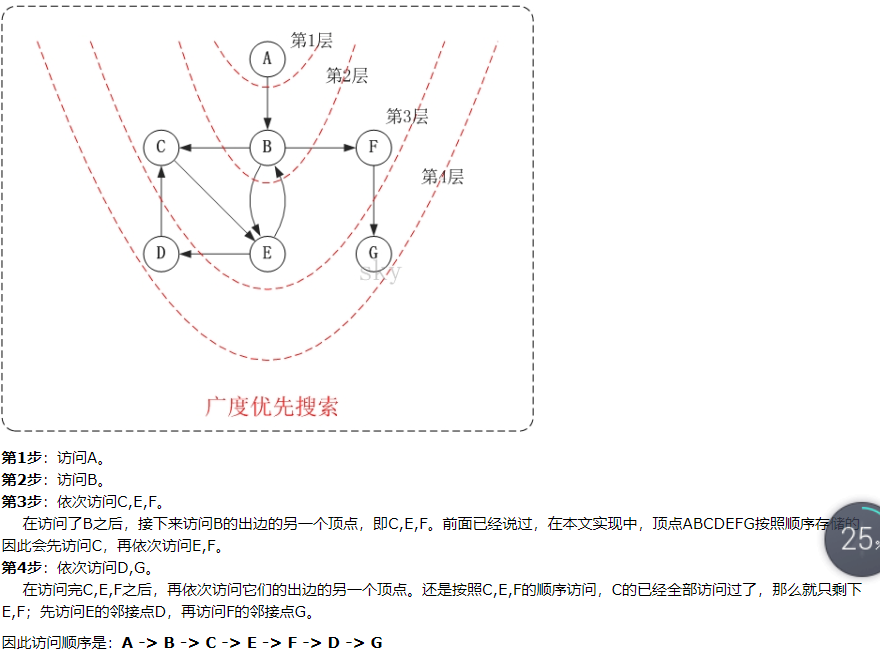 第1层
A
第2层
第3层
C
B
F
第4层
D
E
G
sky
广度优先搜索
第1步：访问A。
第2步：访问B。
第3步：依次访问C,E,F。
在访问了B之后，接下来访问B的出边的另一个顶点，即C,E,F。前面已经说过，在本文实现中，顶点ABCDEFG按照顺序存储的
因此会先访问C，再依次访问E,F。
第4步：依次访问D,G。
在访问完C,E,F之后，再依次访问它们的出边的另一个顶点。还是按照C,E,F的顺序访问，C的已经全部访问过了，那么就只剩下
E,F；先访问E的邻接点D，再访问F的邻接点G。
因此访问顺序是：A -> B -> C -> E -> F -> D -> G
25%